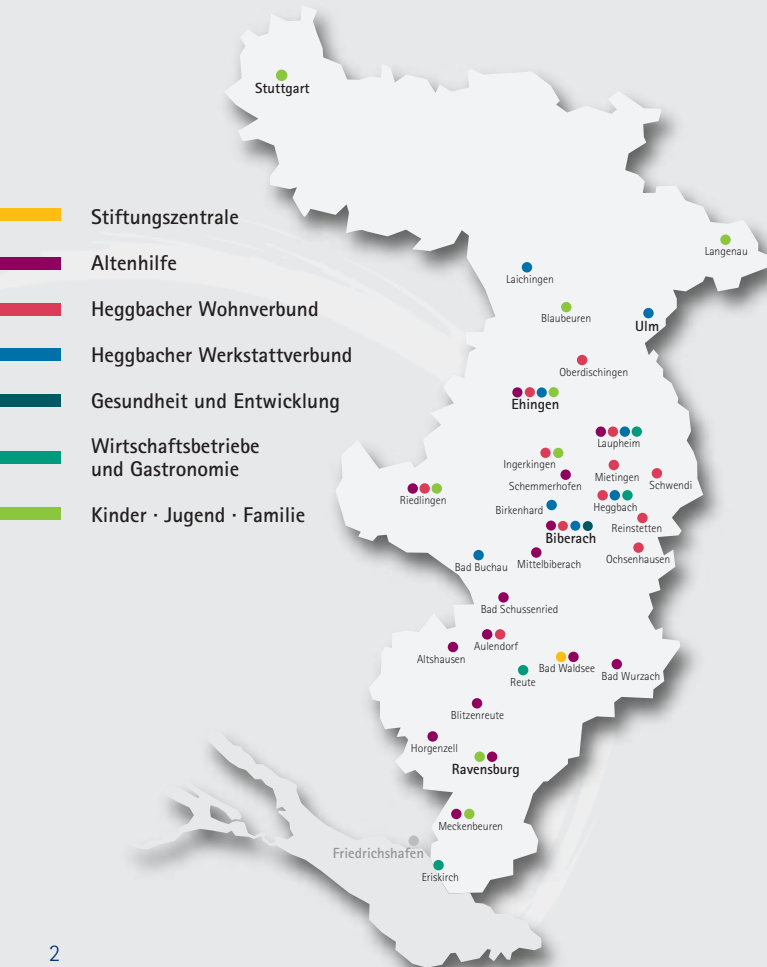 Stuttgart
Stiftungszentrale
Altenhilfe
Heggbacher Wohnverbund
Heggbacher Werkstattverbund
Gesundheit und Entwicklung
Wirtschaftsbetriebe
und Gastronomie
Kinder · Jugend · Familie
Langenau
Laichingen
Blaubeuren
Ulm
Oberdischingen
Ehingen
Laupheim
Ingerkingen
Mietingen
Schemmerhofen
Schwendi
Riedlingen
Birkenhard
Heggbach
Reinstetten
Biberach
Ochsenhausen
Bad Buchau
Mittelbiberach
Bad Schussenried
Aulendorf
Altshausen
Bad Waldsee
Bad Wurzach
Reute
Blitzenreute
Horgenzell
Ravensburg
Meckenbeuren
Friedrichshafen
Eriskirch
2